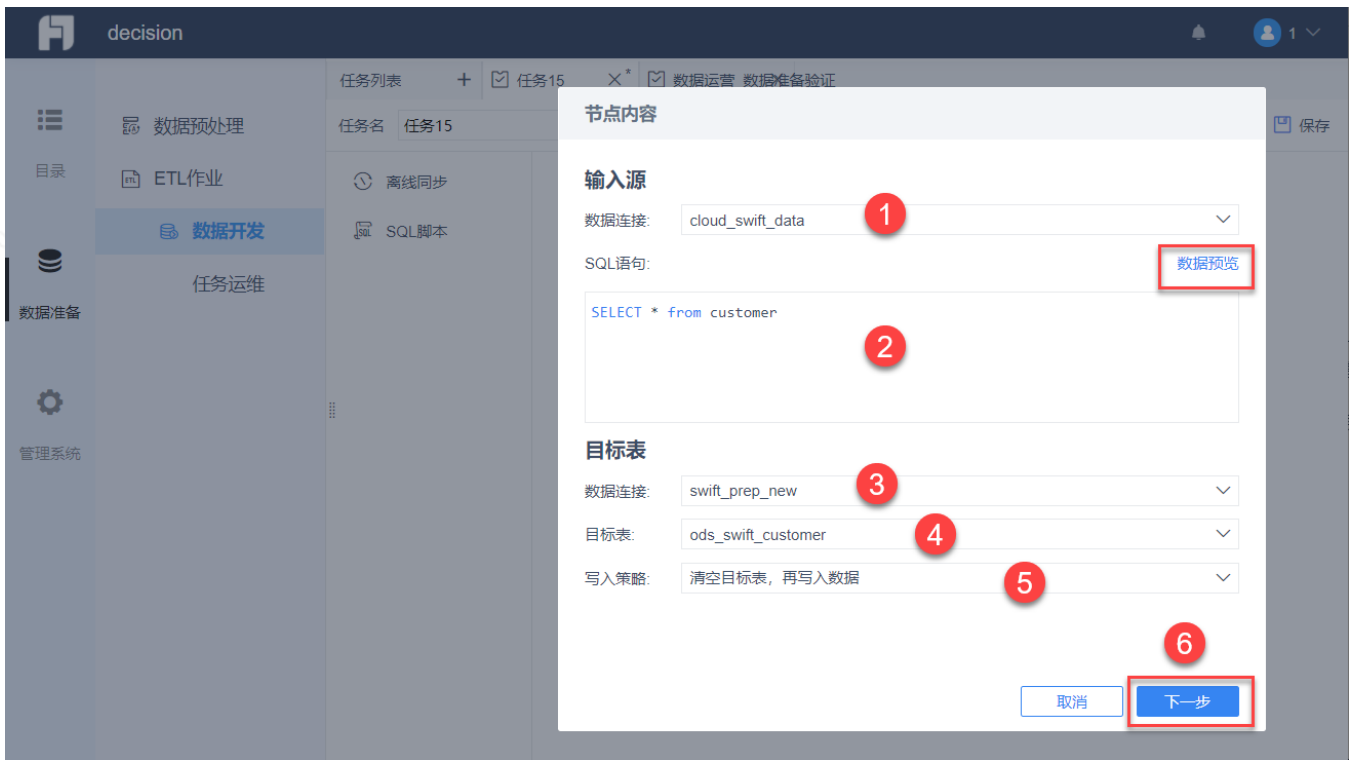 decision
1
任务列表 + 任务15 ×* 数据运营_数据准备验证
目录
数据预处理
ETL作业
数据开发
任务运维
数据准备
管理系统
任务名 任务15
保存
离线同步
SQL脚本
节点内容
输入源
数据连接: cloud_swift_data 1
SQL语句: 数据预览
SELECT * from customer
2
目标表
数据连接: swift_prep_new 3
目标表: ods_swift_customer 4
写入策略: 清空目标表，再写入数据 5
6
取消 下一步